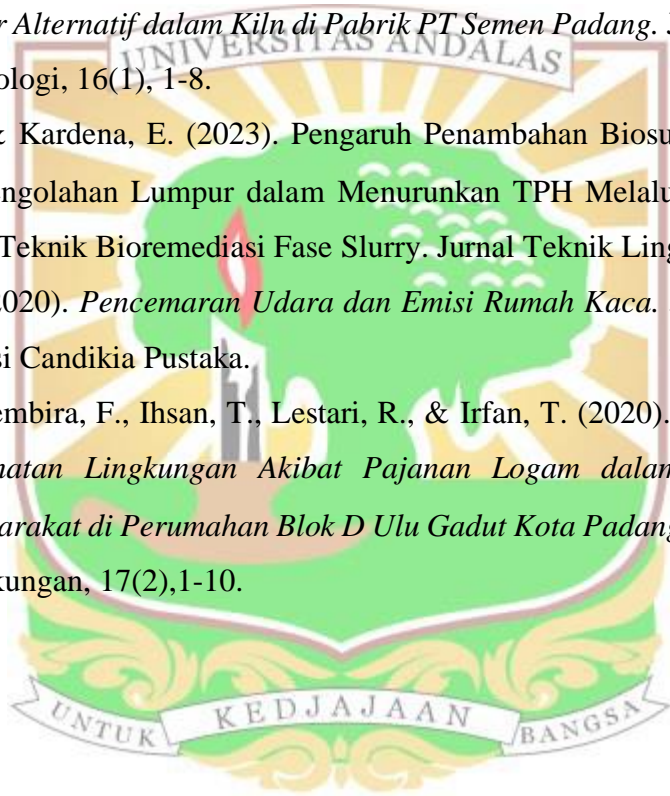 r Alternatif dalam Kiln di Pabrik PT Semen Padang.
UNIVERSITAS ANDALAS
ologi, 16(1), 1-8.
& Kardena, E. (2023). Pengaruh Penambahan Biosu
engolahan Lumpur dalam Menurunkan TPH Melalu
Teknik Bioremediasi Fase Slurry. Jurnal Teknik Ling
2020). Pencemaran Udara dan Emisi Rumah Kaca.
si Candikia Pustaka.
embira, F., Ihsan, T., Lestari, R., & Irfan, T. (2020).
hatan Lingkungan Akibat Pajanan Logam dalam
arakat di Perumahan Blok D Ulu Gadut Kota Padang
kungan, 17(2),1-10.
UNTUK KEDJAJAAN BANGSA